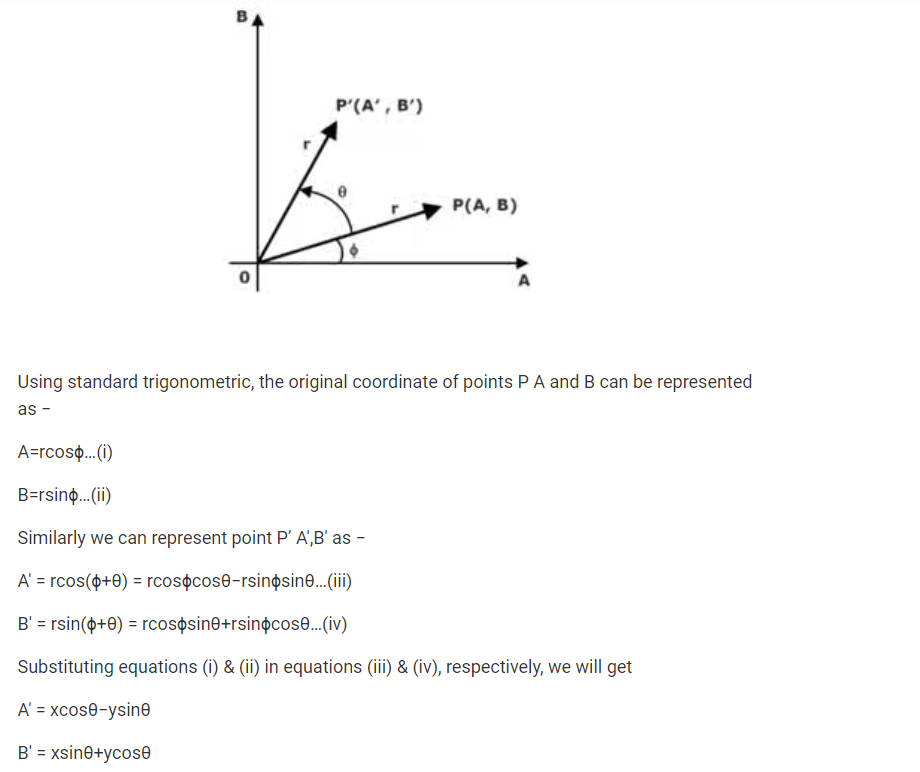 B
P'(A' , B')
r
θ
r
P(A, B)
ϕ
0
A
Using standard trigonometric, the original coordinate of points P A and B can be represented
as −
A=rcosϕ...(i)
B=rsinϕ...(ii)
Similarly we can represent point P′ A',B' as −
A' = rcos(ϕ+θ) = rcosϕcosθ−rsinϕsinθ...(iii)
B' = rsin(ϕ+θ) = rcosϕsinθ+rsinϕcosθ...(iv)
Substituting equations (i) & (ii) in equations (iii) & (iv), respectively, we will get
A' = xcosθ−ysinθ
B' = xsinθ+ycosθ